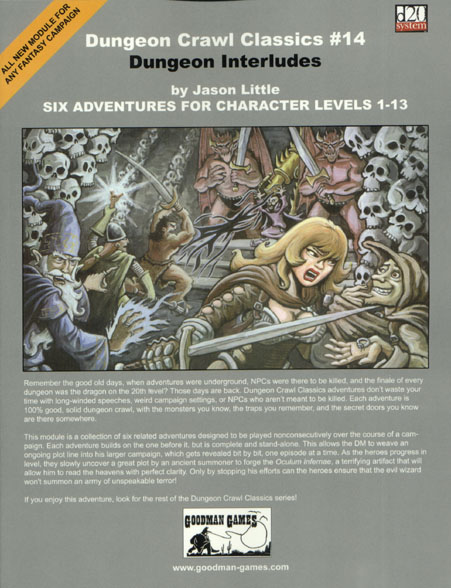 ALL NEW MODULE FOR
ANY FANTASY CAMPAIGN
d20
system
Dungeon Crawl Classics #14
Dungeon Interludes
by Jason Little
SIX ADVENTURES FOR CHARACTER LEVELS 1-13
Remember the good old days, when adventures were underground, NPCs were there to be killed, and the finale of every
dungeon was the dragon on the 20th level? Those days are back. Dungeon Crawl Classics adventures don't waste your
time with long-winded speeches, weird campaign settings, or NPCs who aren't meant to be killed. Each adventure is
100% good, solid dungeon crawl, with the monsters you know, the traps you remember, and the secret doors you know
are there somewhere.
This module is a collection of six related adventures designed to be played nonconsecutively over the course of a cam-
paign. Each adventure builds on the one before it, but is complete and stand-alone. This allows the DM to weave an
ongoing plot line into his larger campaign, which gets revealed bit by bit, one episode at a time. As the heroes progress in
level, they slowly uncover a great plot by an ancient summoner to forge the Oculum Infernae, a terrifying artifact that will
allow him to read the heavens with perfect clarity. Only by stopping his efforts can the heroes ensure that the evil wizard
won't summon an army of unspeakable terror!
If you enjoy this adventure, look for the rest of the Dungeon Crawl Classics series!
GOODMAN GAMES
www.goodman-games.com